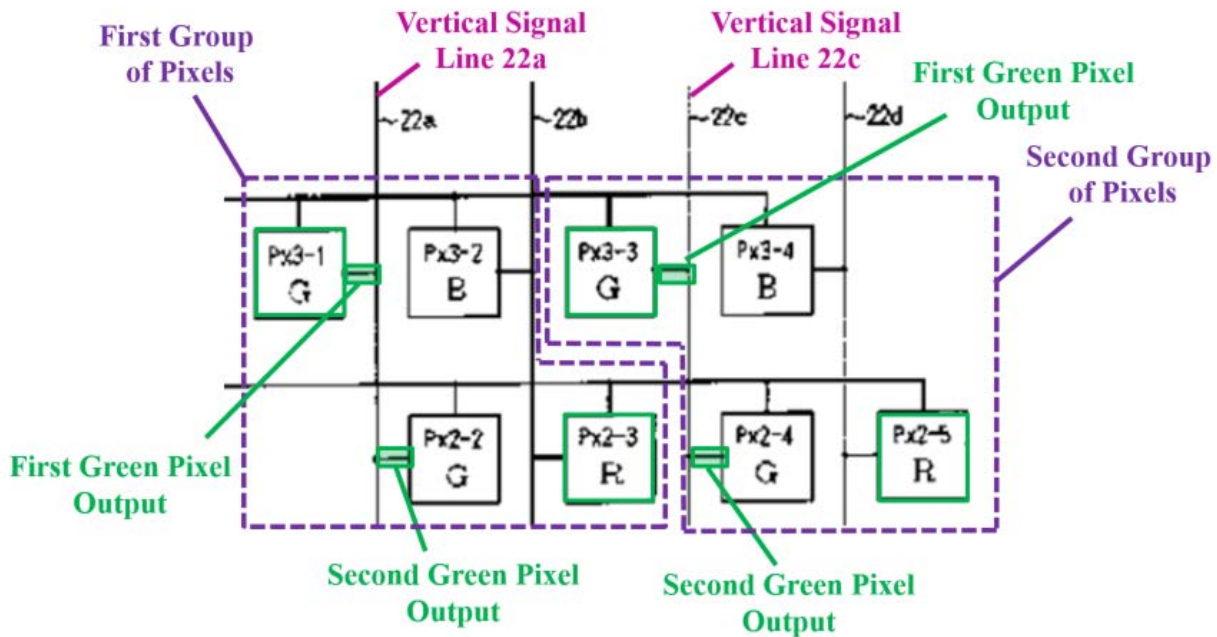 First Group
of Pixels
Vertical Signal
Line 22a
Vertical Signal
Line 22c
First Green Pixel
Output
Second Group
of Pixels
22a
22b
22c
22d
Px3-1
G
Px3-2
B
Px3-3
G
Px3-4
B
Px2-2
G
Px2-3
R
Px2-4
G
Px2-5
R
First Green Pixel
Output
Second Green Pixel
Output
Second Green Pixel
Output